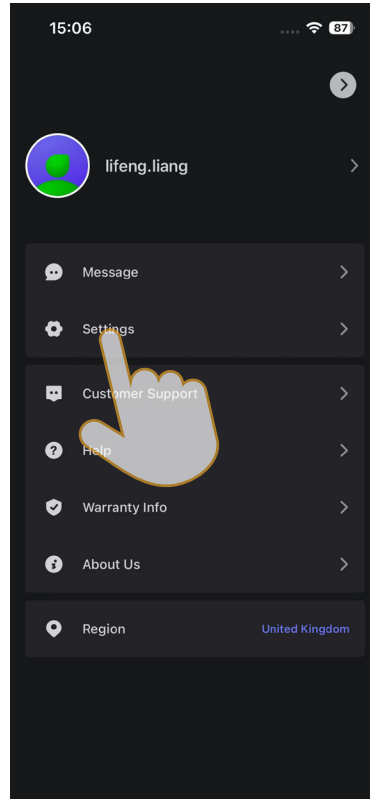 15:06
87
lifeng.liang
Message
Settings
Customer Support
Help
Warranty Info
About Us
Region United Kingdom